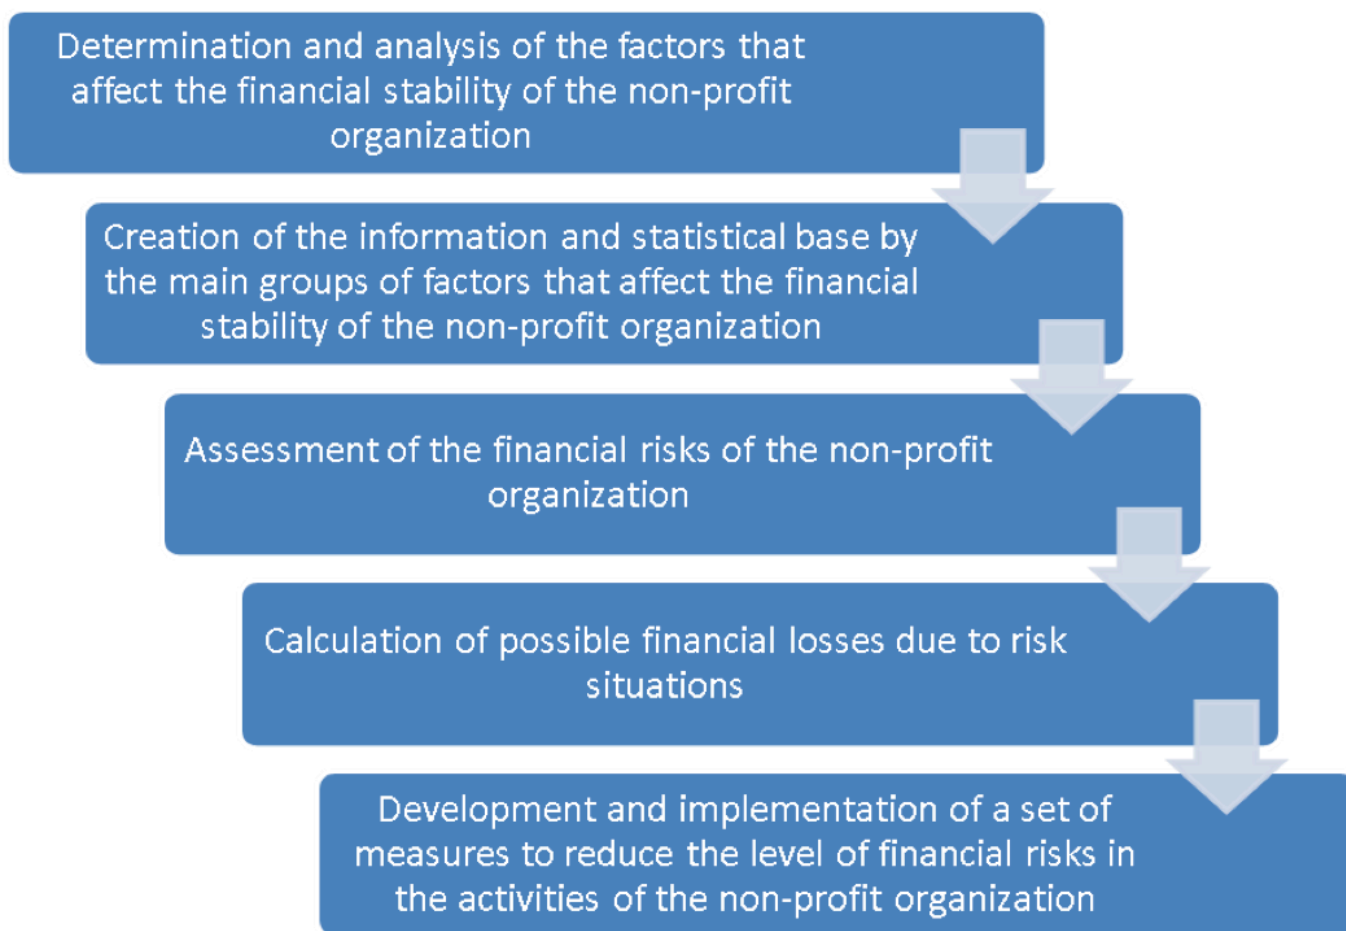 Determination and analysis of the factors that
affect the financial stability of the non-profit
organization
Creation of the information and statistical base by
the main groups of factors that affect the financial
stability of the non-profit organization
Assessment of the financial risks of the non-profit
organization
Calculation of possible financial losses due to risk
situations
Development and implementation of a set of
measures to reduce the level of financial risks in
the activities of the non-profit organization